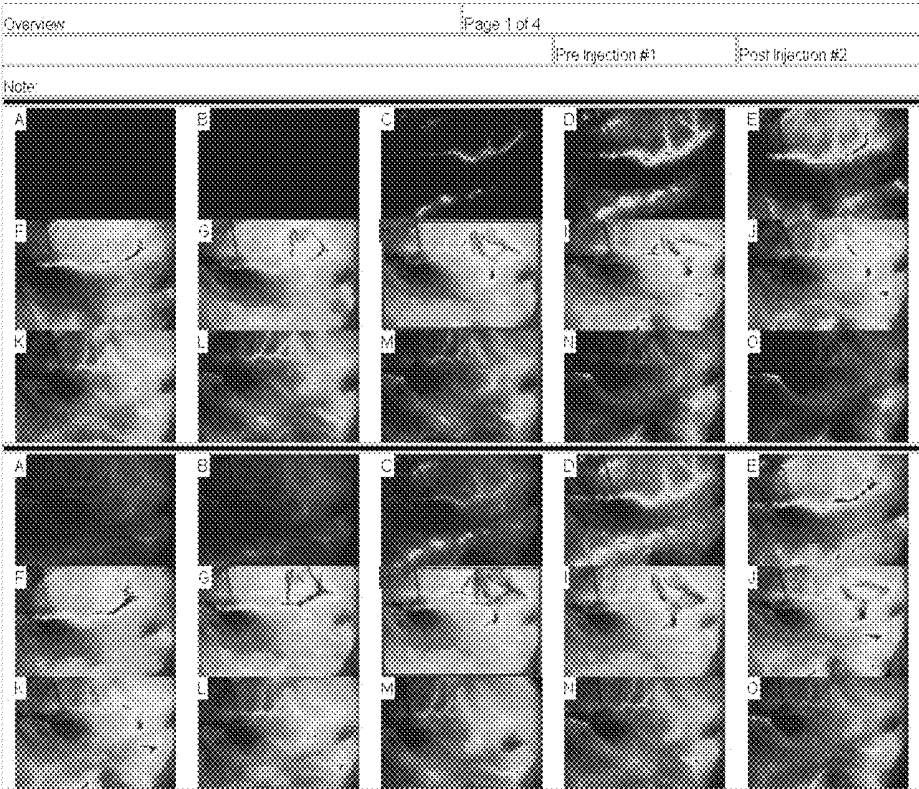 Overview Page 1 of 4
Pre Injection #1 Post Injection #2
Note:
A B C D E
F G I J
K L M N O
A B C D E
F G I J
K L M N O